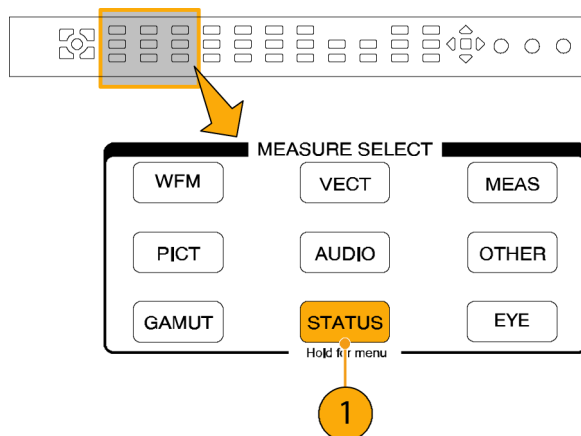 MEASURE SELECT
WFM VECT MEAS
PICT AUDIO OTHER
GAMUT STATUS EYE
Hold for menu
1